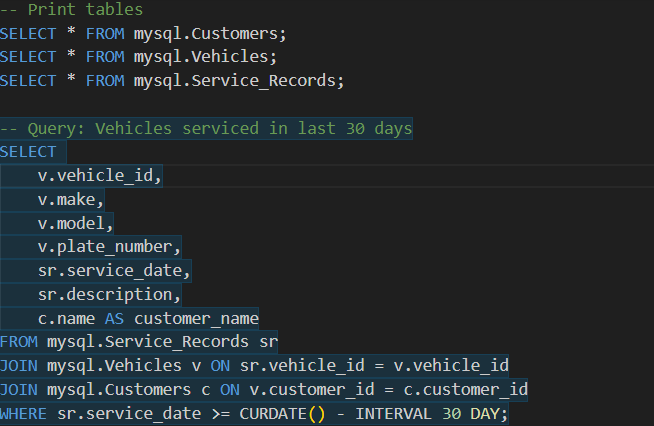 -- Print tables
SELECT * FROM mysql.Customers;
SELECT * FROM mysql.Vehicles;
SELECT * FROM mysql.Service_Records;

-- Query: Vehicles serviced in last 30 days
SELECT
    v.vehicle_id,
    v.make,
    v.model,
    v.plate_number,
    sr.service_date,
    sr.description,
    c.name AS customer_name
FROM mysql.Service_Records sr
JOIN mysql.Vehicles v ON sr.vehicle_id = v.vehicle_id
JOIN mysql.Customers c ON v.customer_id = c.customer_id
WHERE sr.service_date >= CURDATE() - INTERVAL 30 DAY;